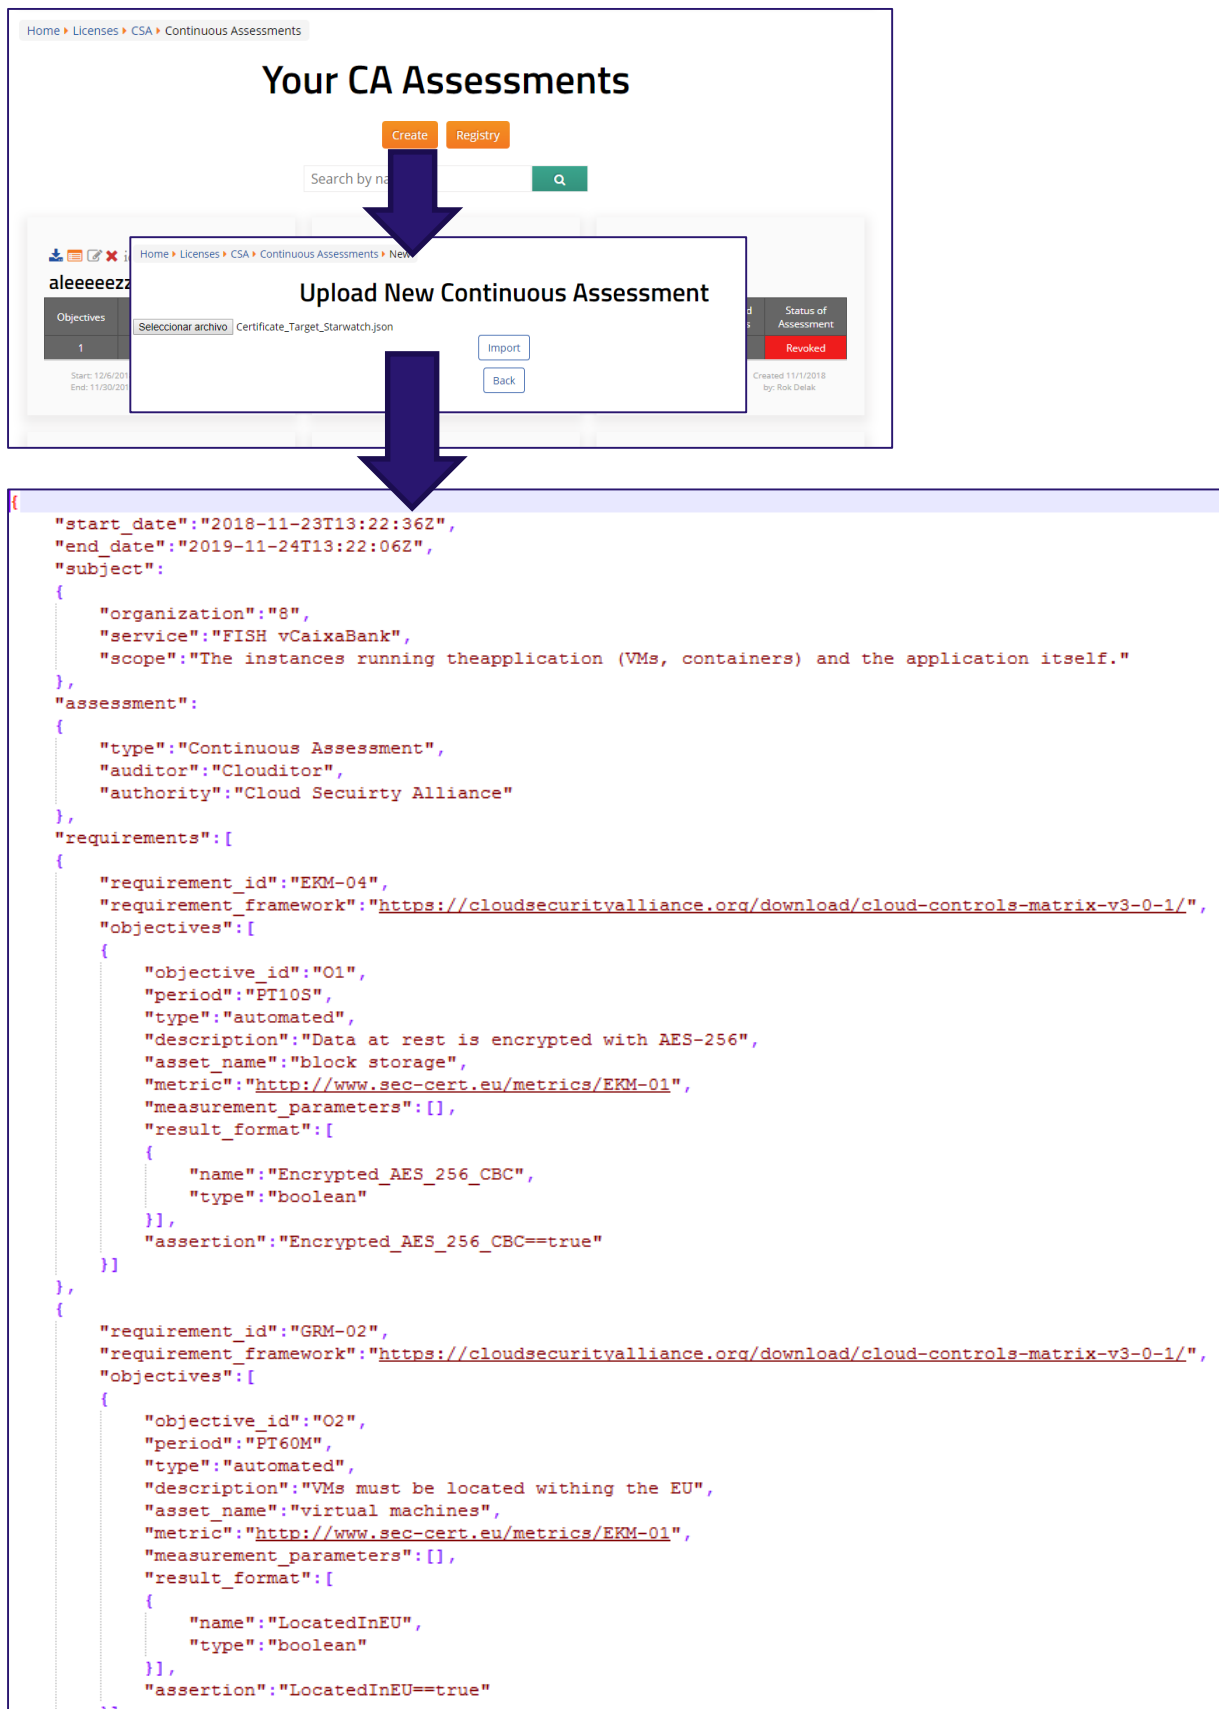 Home Licenses CSA Continuous Assessments
Your CA Assessments
Create Registry
Search by na
aleeeeezz
Objectives
1
Start: 12/6/201
End: 11/30/201
Home Licenses CSA Continuous Assessments New
Upload New Continuous Assessment
Seleccionar archivo Certificate_Target_Starwatch.json
Import
Back
Status of
Assessment
Revoked
Created 11/1/2018
by: Rok Delak
{
"start_date":"2018-11-23T13:22:36Z",
"end_date":"2019-11-24T13:22:06Z",
"subject":
{
"organization":"8",
"service":"FISH vCaixaBank",
"scope":"The instances running theapplication (VMs, containers) and the application itself."
},
"assessment":
{
"type":"Continuous Assessment",
"auditor":"Clouditor",
"authority":"Cloud Secuirty Alliance"
},
"requirements":[
{
"requirement_id":"EKM-04",
"requirement_framework":"https://cloudsecurityalliance.org/download/cloud-controls-matrix-v3-0-1/",
"objectives":[
{
"objective_id":"O1",
"period":"PT10S",
"type":"automated",
"description":"Data at rest is encrypted with AES-256",
"asset_name":"block storage",
"metric":"http://www.sec-cert.eu/metrics/EKM-01",
"measurement_parameters":[],
"result_format":[
{
"name":"Encrypted_AES_256_CBC",
"type":"boolean"
}],
"assertion":"Encrypted_AES_256_CBC==true"
}]
},
{
"requirement_id":"GRM-02",
"requirement_framework":"https://cloudsecurityalliance.org/download/cloud-controls-matrix-v3-0-1/",
"objectives":[
{
"objective_id":"O2",
"period":"PT60M",
"type":"automated",
"description":"VMs must be located withing the EU",
"asset_name":"virtual machines",
"metric":"http://www.sec-cert.eu/metrics/EKM-01",
"measurement_parameters":[],
"result_format":[
{
"name":"LocatedInEU",
"type":"boolean"
}],
"assertion":"LocatedInEU==true"